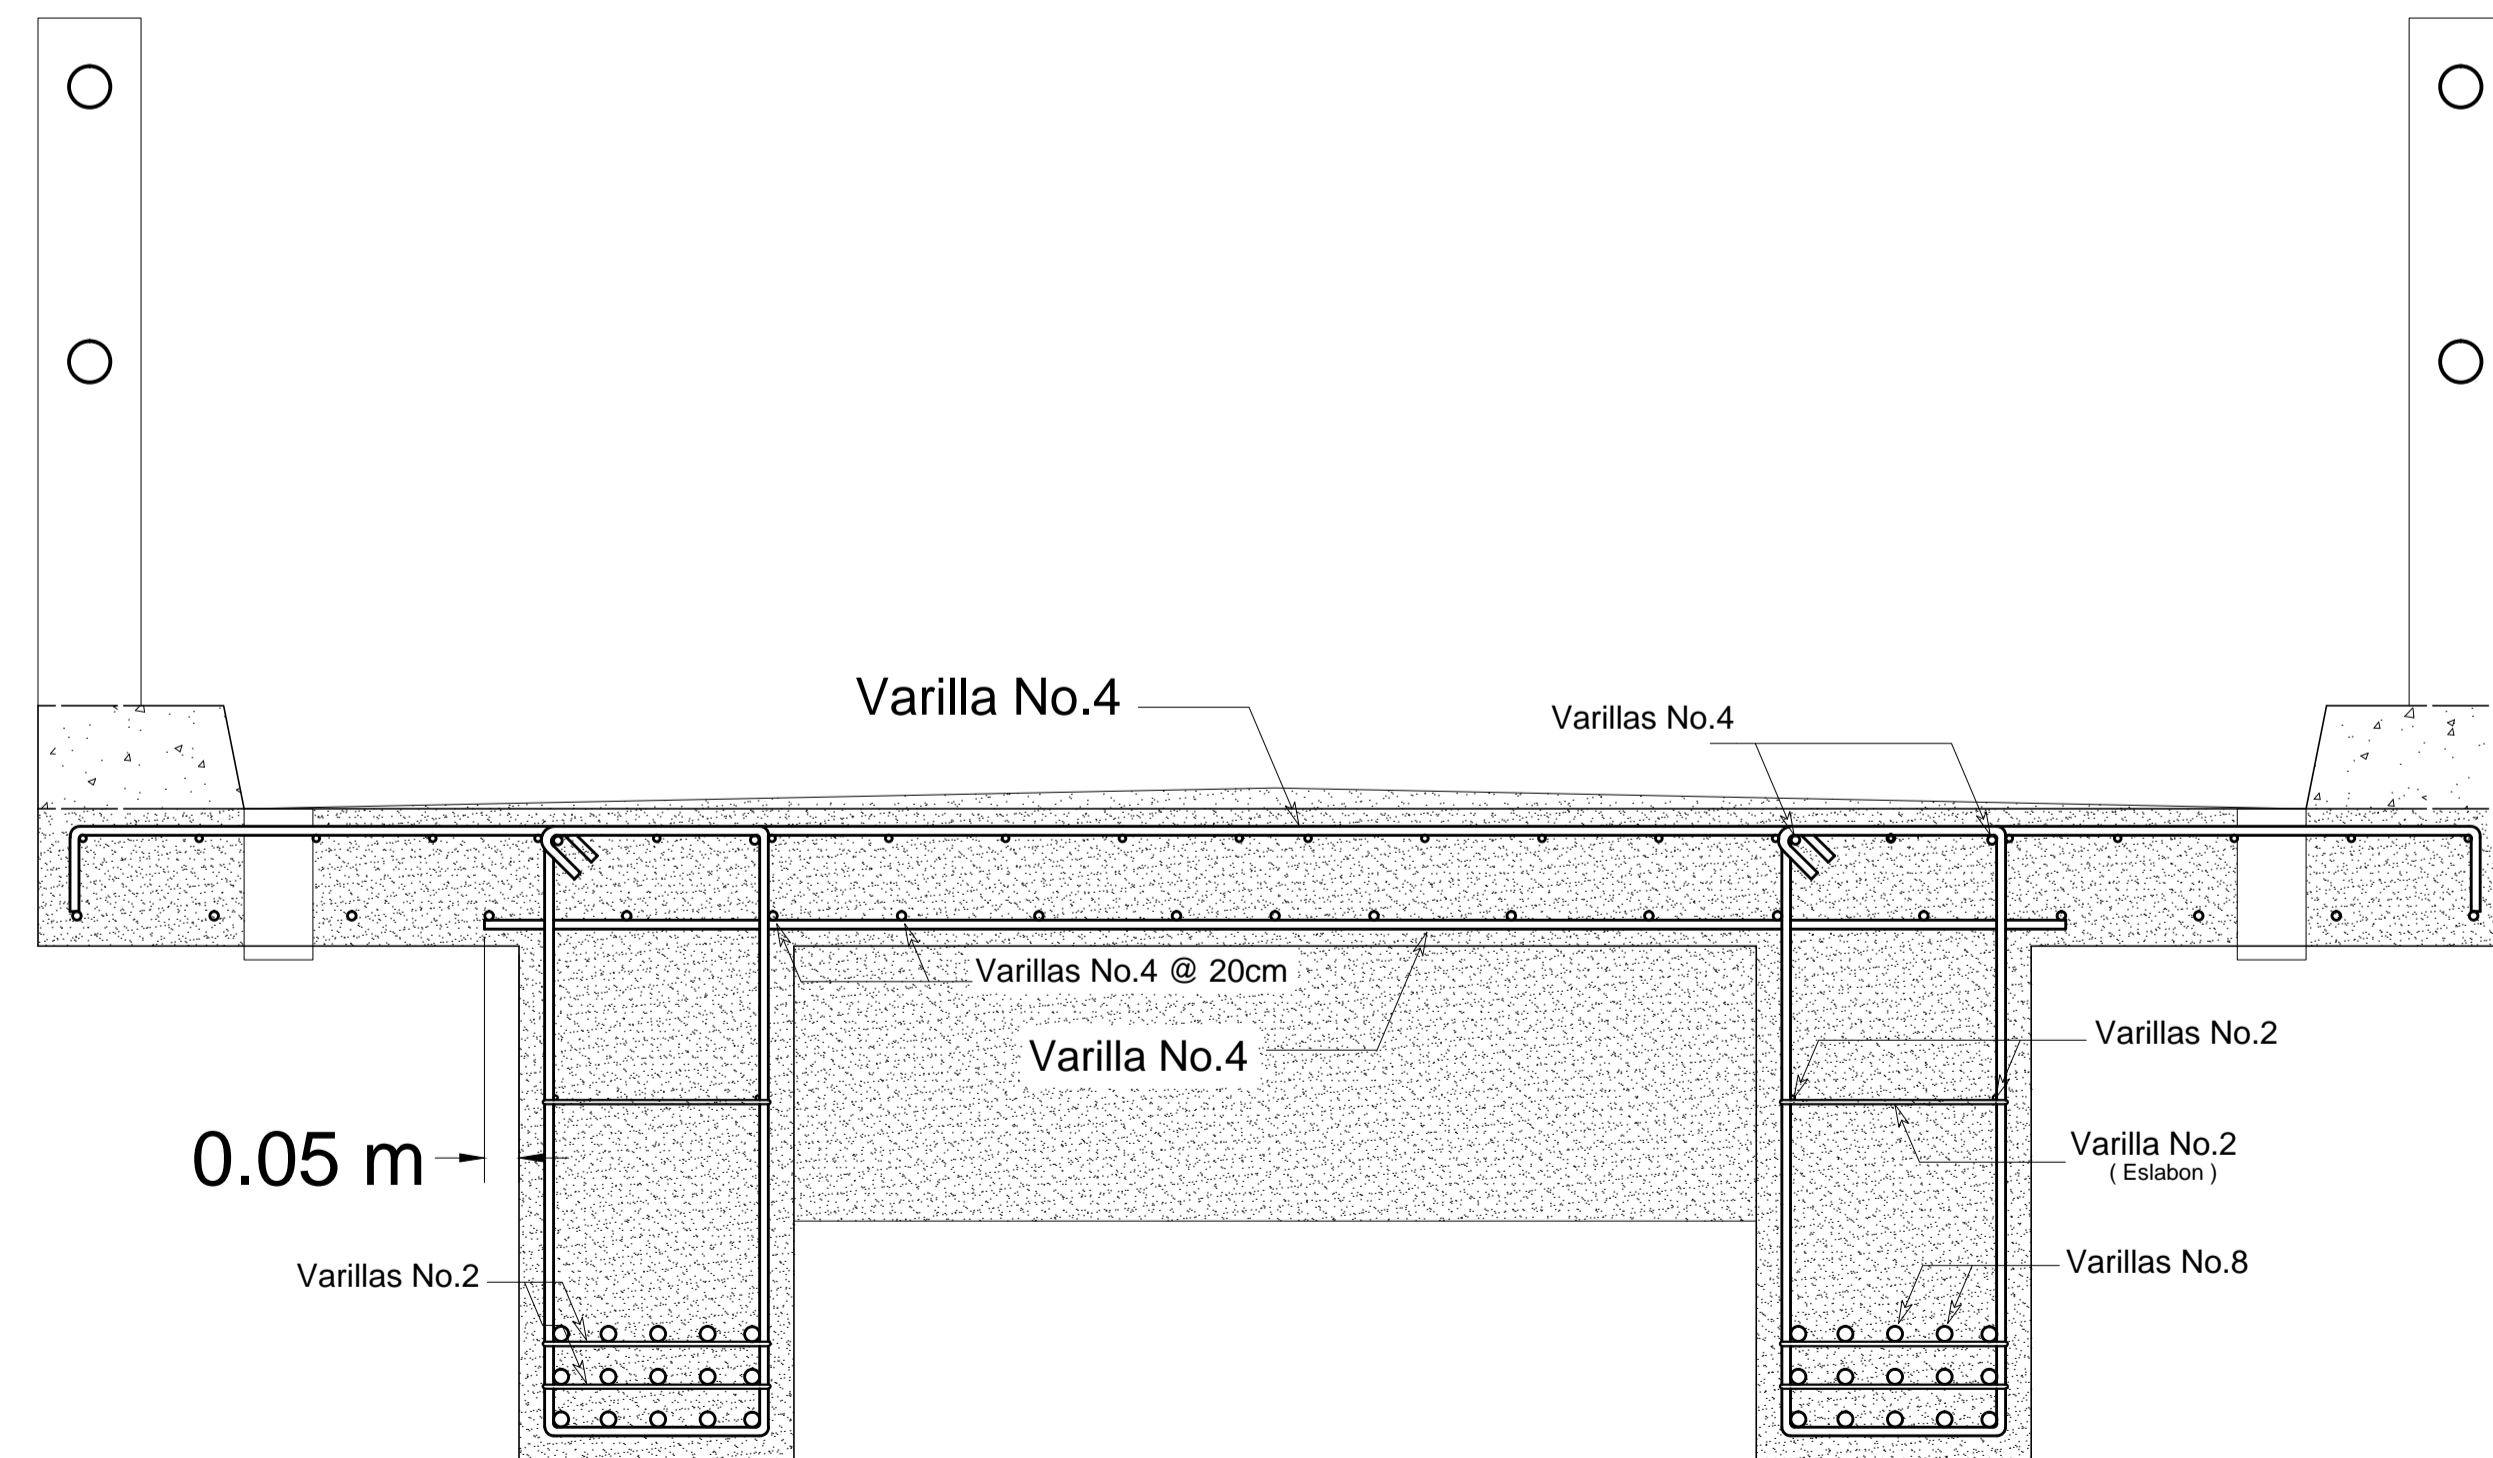 Varilla No.4
Varillas No.4
Varillas No.4 @ 20cm
Varillas No.2
Varilla No.4
0.05 m
Varilla No.2
( Eslabon )
Varillas No.2
Varillas No.8